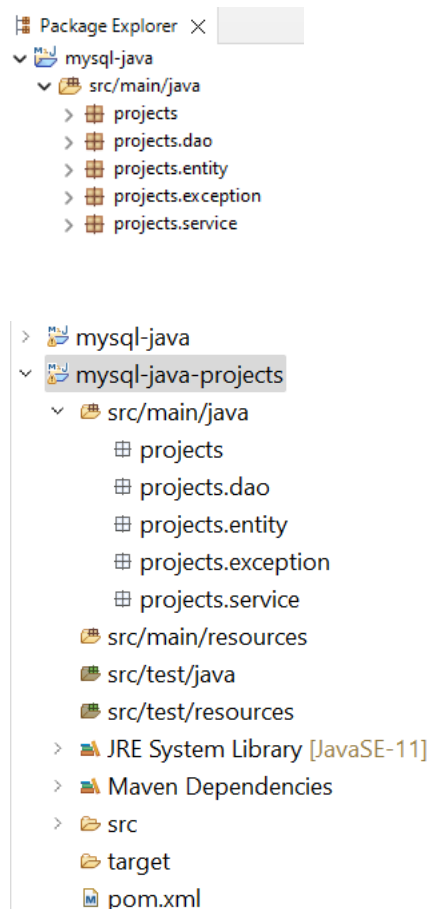 Package Explorer
mysql-java
src/main/java
projects
projects.dao
projects.entity
projects.exception
projects.service
mysql-java
mysql-java-projects
src/main/java
projects
projects.dao
projects.entity
projects.exception
projects.service
src/main/resources
src/test/java
src/test/resources
JRE System Library [JavaSE-11]
Maven Dependencies
src
target
pom.xml